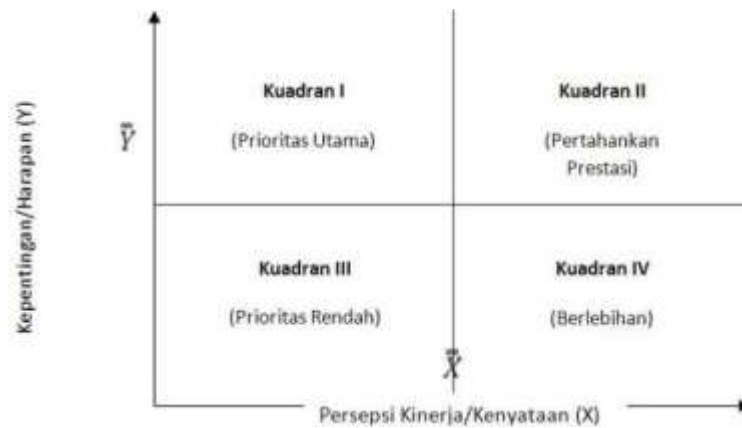 Kepentingan/Harapan (Y)
Kuadran I
(Prioritas Utama)
Kuadran II
(Pertahankan
Prestasi)
Y̿
Kuadran III
(Prioritas Rendah)
Kuadran IV
(Berlebihan)
X̿
Persepsi Kinerja/Kenyataan (X)